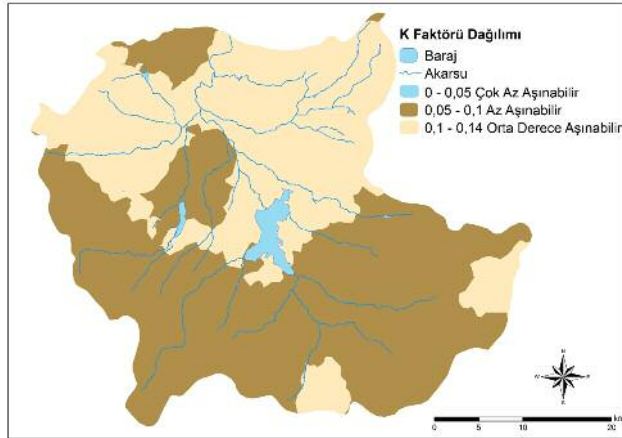 K Faktörü Dağılımı
Baraj
Akarsu
0 - 0,05 Çok Az Aşınabilir
0,05 - 0,1 Az Aşınabilir
0,1 - 0,14 Orta Derece Aşınabilir
N
W
E
S
km
0 5 10 20